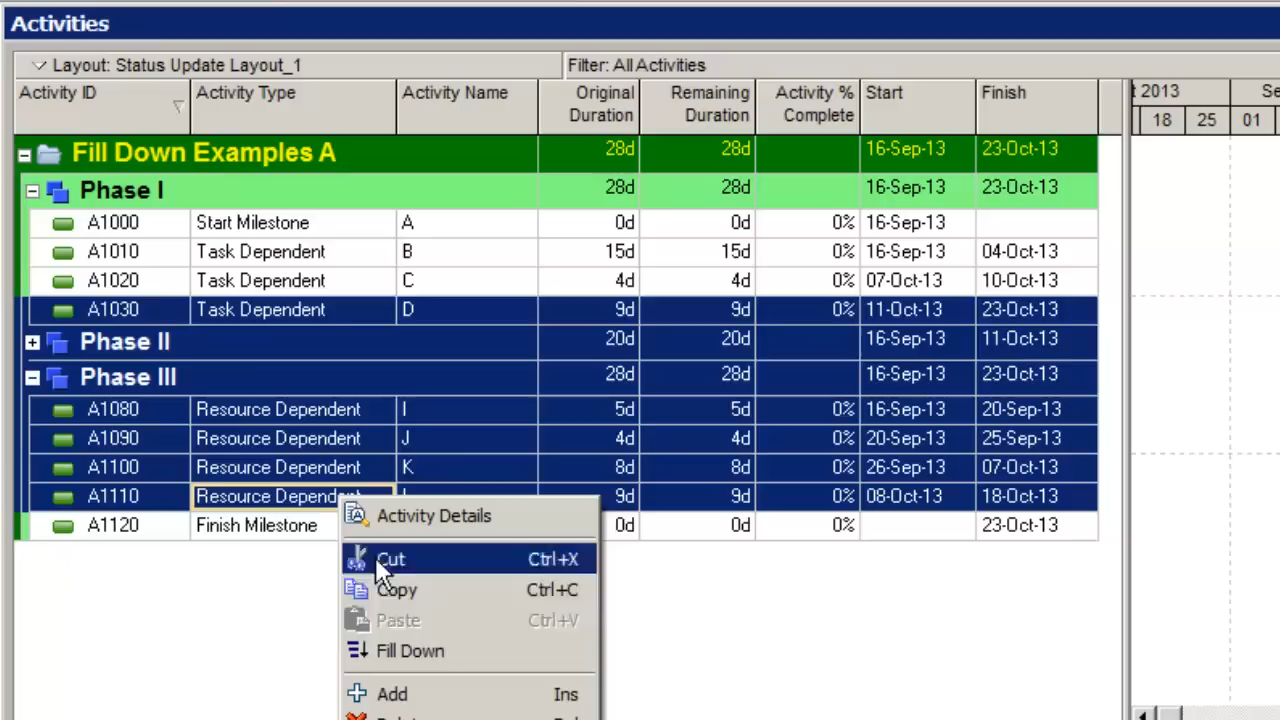 Activities
Layout: Status Update Layout_1 Filter: All Activities
Activity ID Activity Type Activity Name Original Duration Remaining Duration Activity % Complete Start Finish
2013
18 25 01
Fill Down Examples A 28d 28d 16-Sep-13 23-Oct-13
Phase I 28d 28d 16-Sep-13 23-Oct-13
A1000 Start Milestone A 0d 0d 0% 16-Sep-13
A1010 Task Dependent B 15d 15d 0% 16-Sep-13 04-Oct-13
A1020 Task Dependent C 4d 4d 0% 07-Oct-13 10-Oct-13
A1030 Task Dependent D 9d 9d 0% 11-Oct-13 23-Oct-13
Phase II 20d 20d 16-Sep-13 11-Oct-13
Phase III 28d 28d 16-Sep-13 23-Oct-13
A1080 Resource Dependent I 5d 5d 0% 16-Sep-13 20-Sep-13
A1090 Resource Dependent J 4d 4d 0% 20-Sep-13 25-Sep-13
A1100 Resource Dependent K 8d 8d 0% 26-Sep-13 07-Oct-13
A1110 Resource Dependent 9d 9d 0% 08-Oct-13 18-Oct-13
A1120 Finish Milestone 0d 0d 0% 23-Oct-13
Activity Details
Cut Ctrl+X
Copy Ctrl+C
Paste Ctrl+V
Fill Down
Add Ins